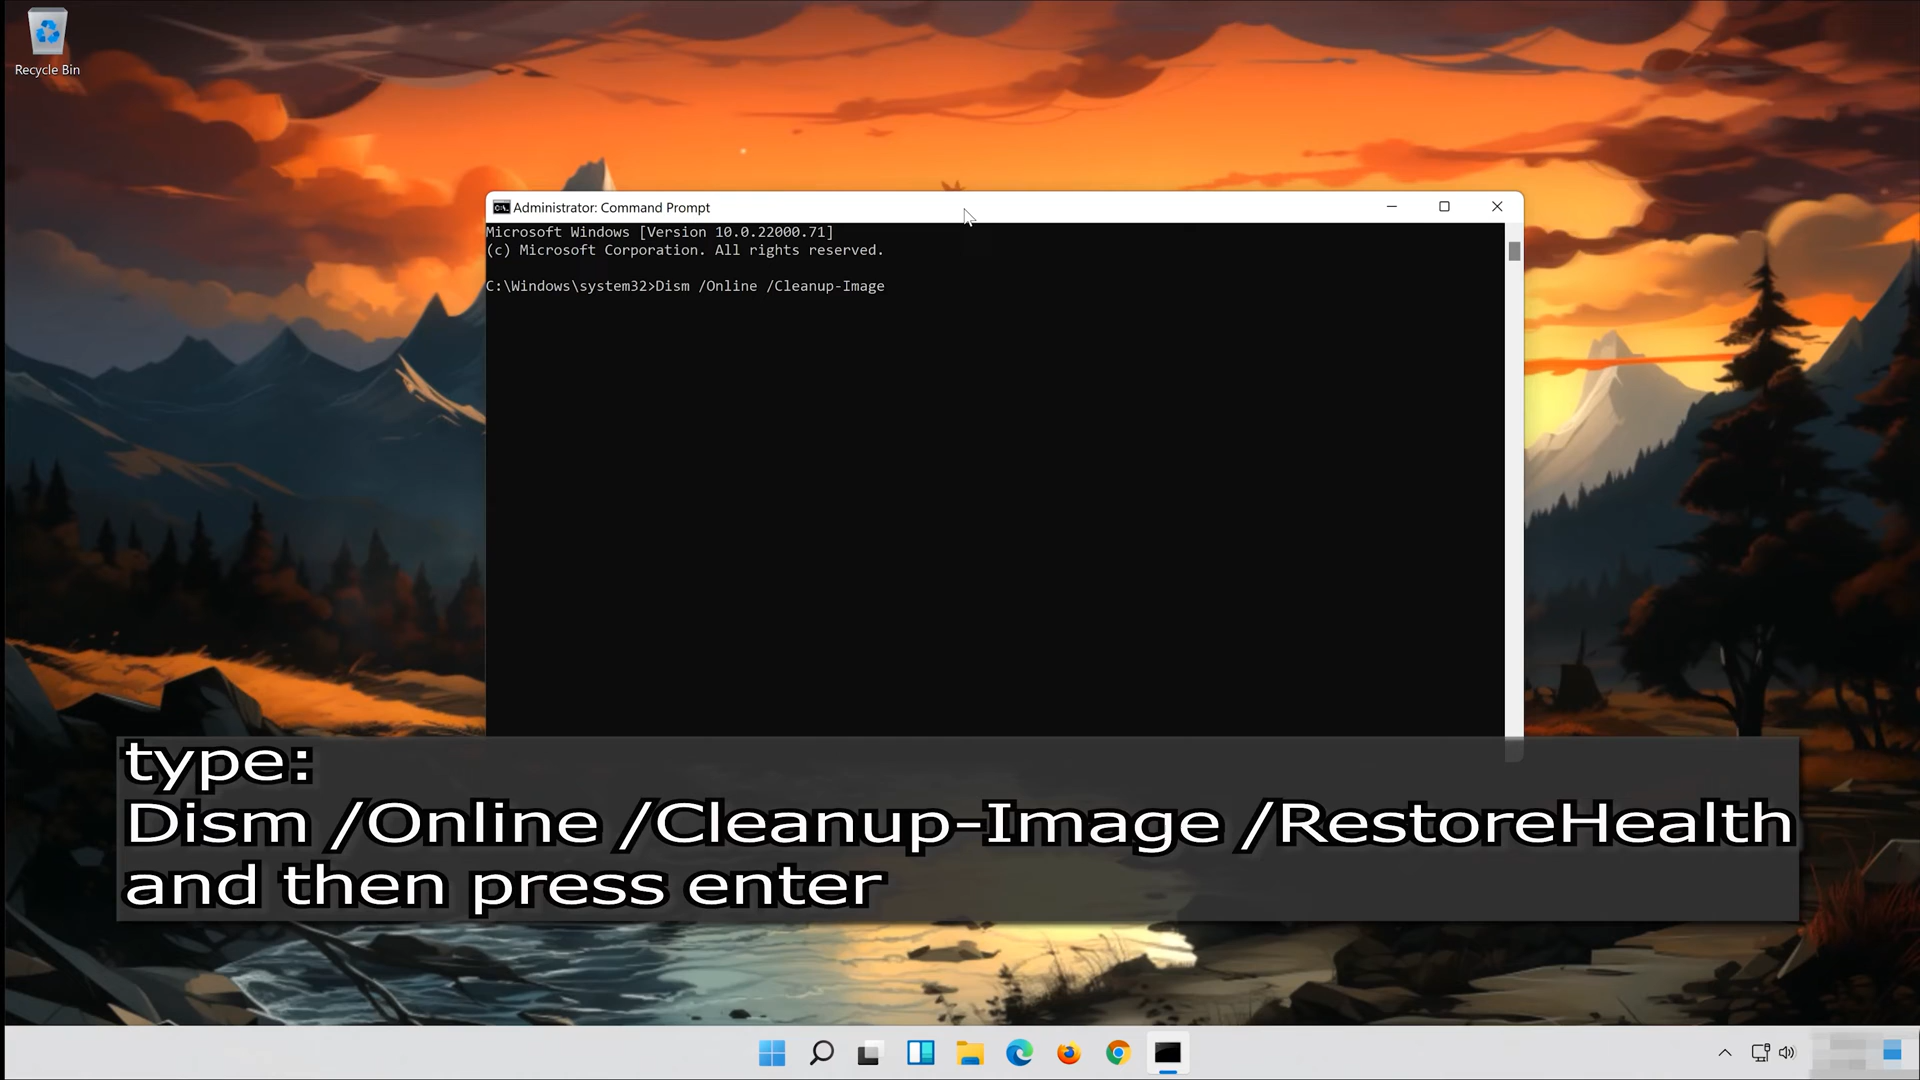 Recycle Bin
Administrator: Command Prompt
Microsoft Windows [Version 10.0.22000.71]
(c) Microsoft Corporation. All rights reserved.
C:\Windows\system32>Dism /Online /Cleanup-Image
type:
Dism /Online /Cleanup-Image /RestoreHealth
and then press enter